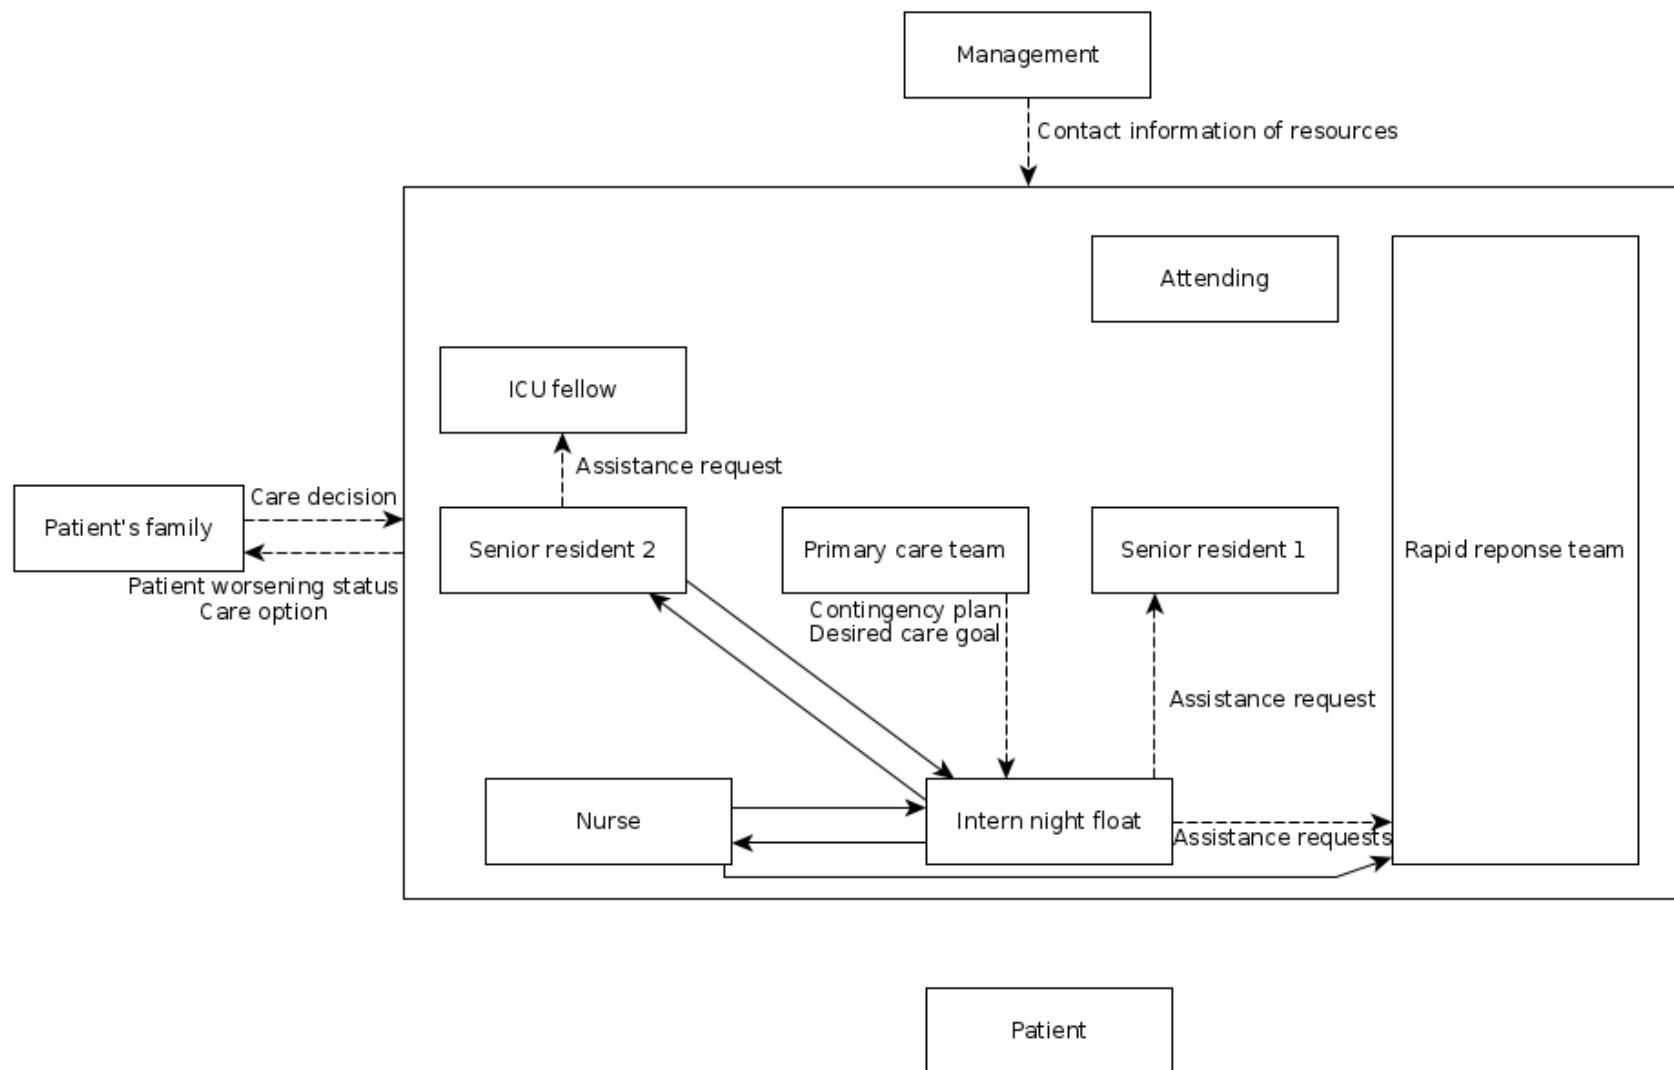 Management
Contact information of resources
Attending
ICU fellow
Assistance request
Care decision
Patient's family
Senior resident 2
Primary care team
Senior resident 1
Rapid reponse team
Patient worsening status
Care option
Contingency plan
Desired care goal
Assistance request
Nurse
Intern night float
Assistance requests
Patient